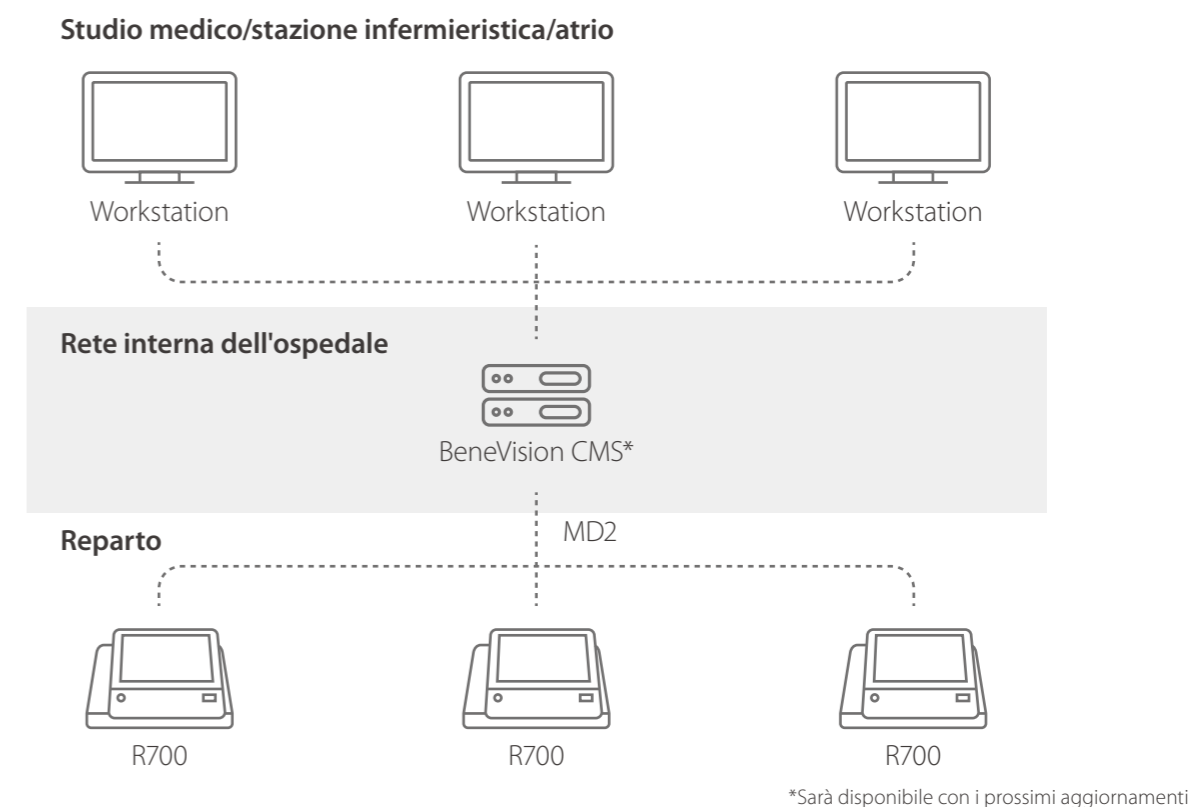 Studio medico/stazione infermieristica/atrio
Workstation
Workstation
Workstation
Rete interna dell'ospedale
BeneVision CMS*
MD2
Reparto
R700
R700
R700
*Sarà disponibile con i prossimi aggiornamenti